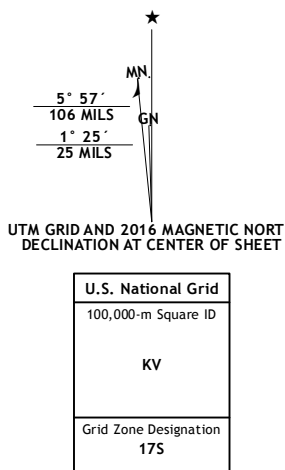 ★
MN.
5° 57´
106 MILS
GN
1° 25´
25 MILS
UTM GRID AND 2016 MAGNETIC NORT
DECLINATION AT CENTER OF SHEET
U.S. National Grid
100,000-m Square ID
KV
Grid Zone Designation
17S